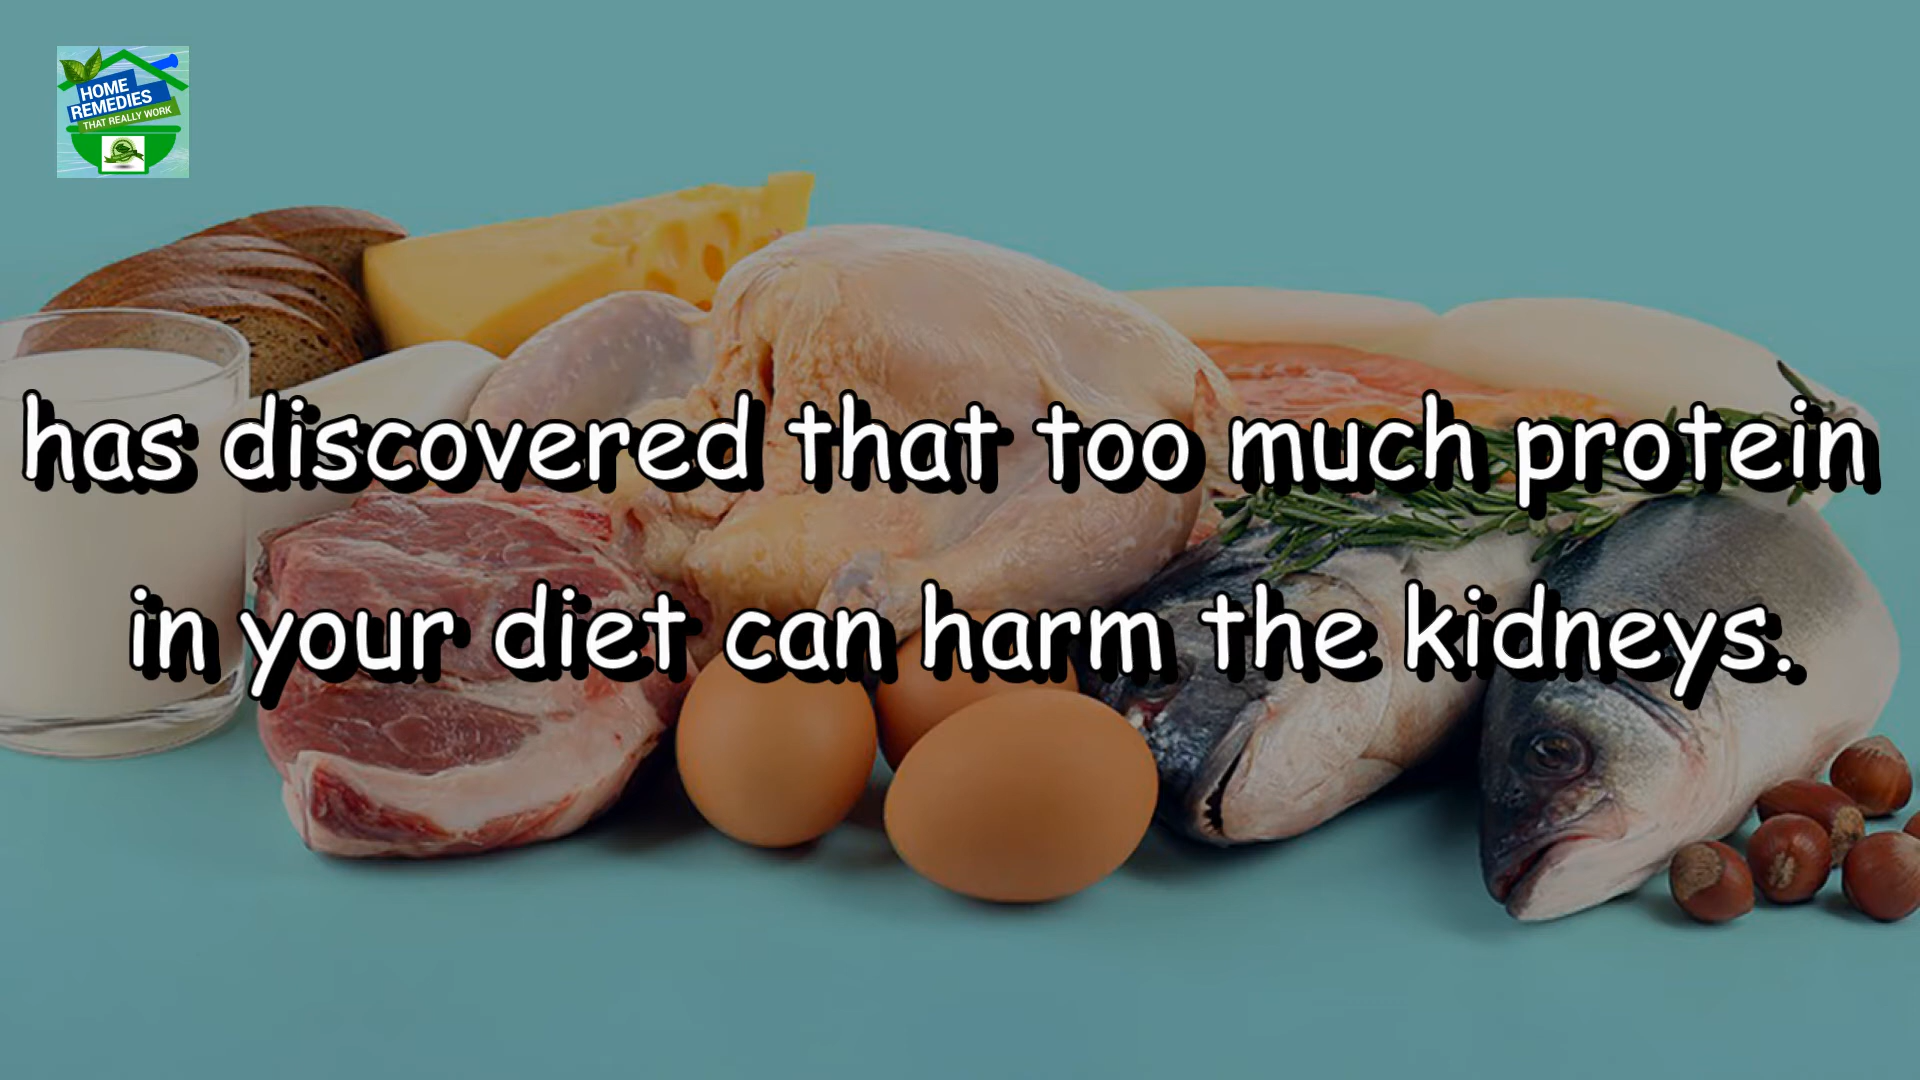 HOME
REMEDIES
THAT REALLY WORK
has discovered that too much protein
in your diet can harm the kidneys.